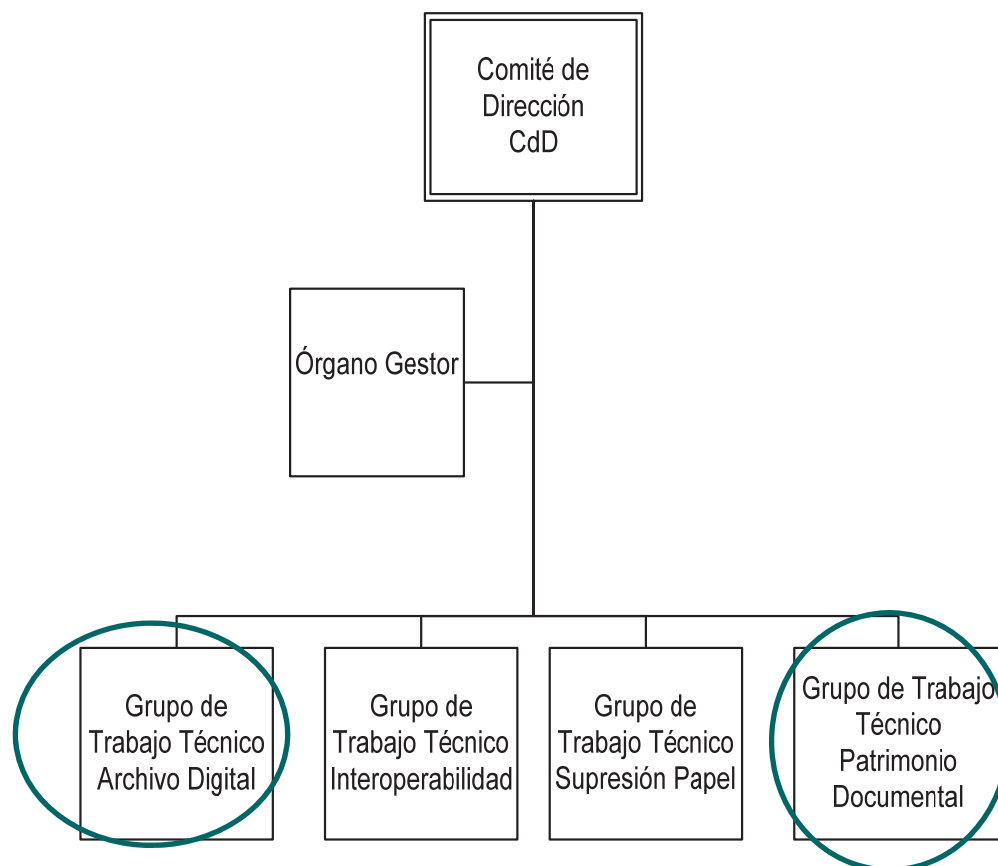 Comité de
Dirección
CdD
Órgano Gestor
Grupo de
Trabajo Técnico
Archivo Digital
Grupo de
Trabajo Técnico
Interoperabilidad
Grupo de
Trabajo Técnico
Supresión Papel
Grupo de Trabajo
Técnico
Patrimonio
Documental